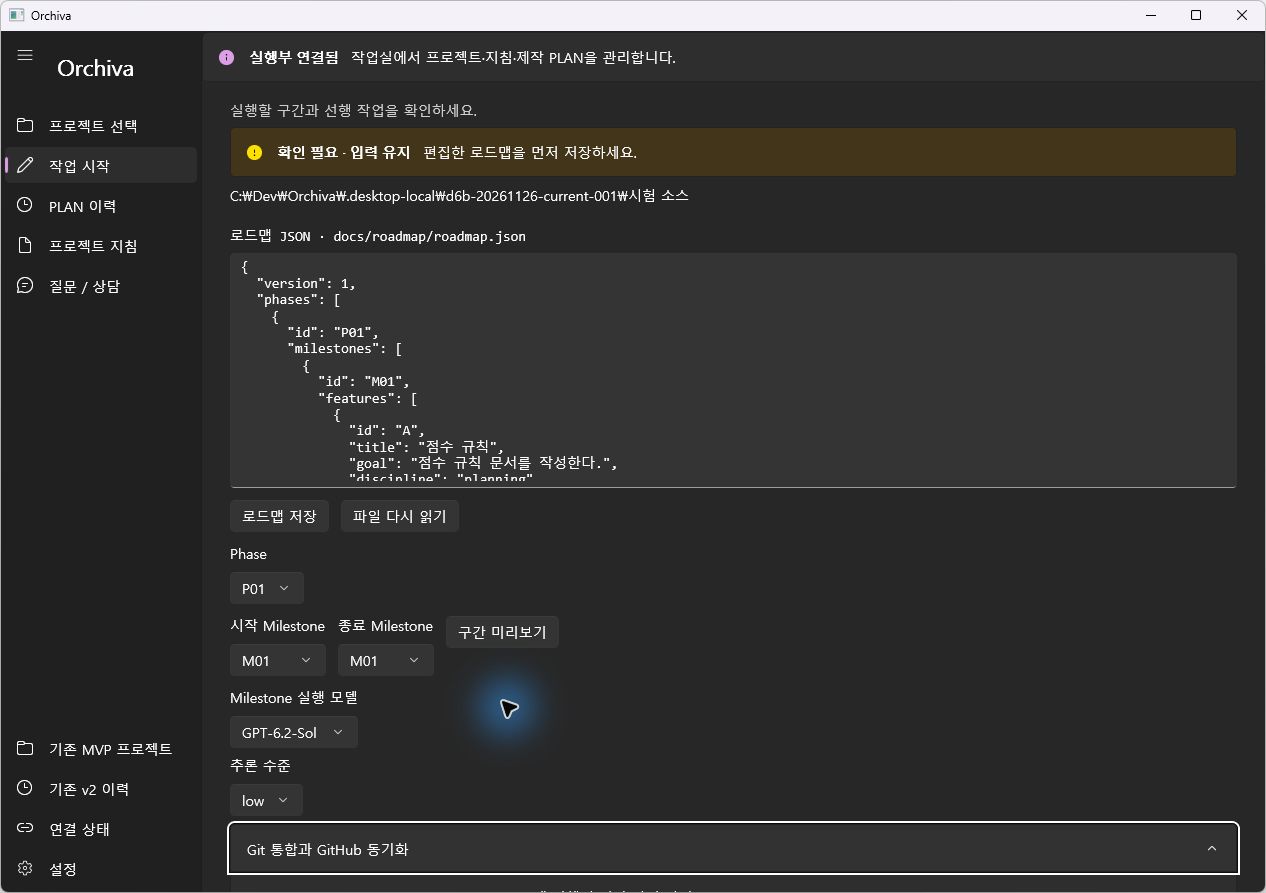 Orchiva
Orchiva
실행부 연결됨 작업실에서 프로젝트·지침·제작 PLAN을 관리합니다.
프로젝트 선택
작업 시작
PLAN 이력
프로젝트 지침
질문 / 상담
기존 MVP 프로젝트
기존 v2 이력
연결 상태
설정
실행할 구간과 선행 작업을 확인하세요.
확인 필요 · 입력 유지 편집한 로드맵을 먼저 저장하세요.
C:₩Dev₩Orchiva₩.desktop-local₩d6b-20261126-current-001₩시험 소스
로드맵 JSON · docs/roadmap/roadmap.json
{
"version": 1,
"phases": [
{
"id": "P01",
"milestones": [
{
"id": "M01",
"features": [
{
"id": "A",
"title": "점수 규칙",
"goal": "점수 규칙 문서를 작성한다.",
"discipline": "planning"
로드맵 저장 파일 다시 읽기
Phase
P01
시작 Milestone 종료 Milestone 구간 미리보기
M01 M01
Milestone 실행 모델
GPT-6.2-Sol
추론 수준
low
Git 통합과 GitHub 동기화